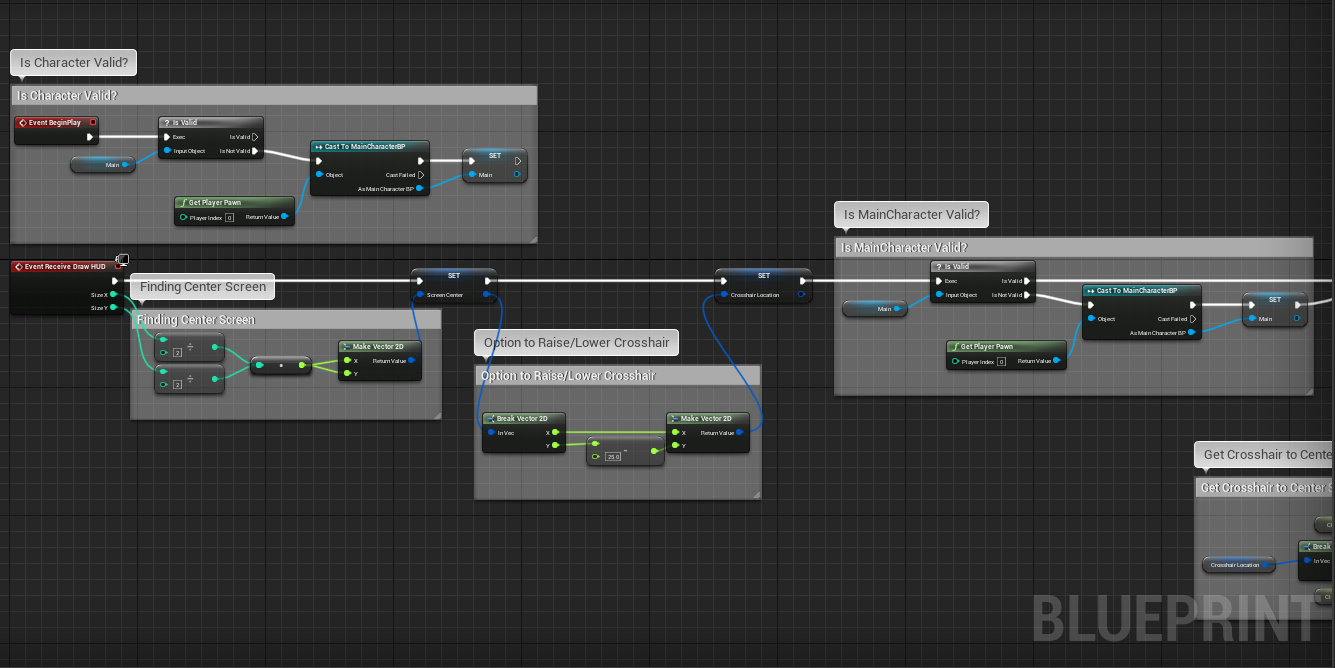 Is Character Valid?
Is Character Valid?
Event BeginPlay
? Is Valid
Exec
Is Valid
Input Object
Is Not Valid
Main
Cast To MainCharacterBP
Object
Cast Failed
As Main Character BP
SET
Main
f Get Player Pawn
Player Index 0
Return Value
Event Receive Draw HUD
Size X
Size Y
Finding Center Screen
Finding Center Screen
÷
2
÷
2
Make Vector 2D
X
Return Value
Y
SET
Screen Center
Option to Raise/Lower Crosshair
Option to Raise/Lower Crosshair
Break Vector 2D
In Vec
X
Y
-
25.0
Make Vector 2D
X
Return Value
Y
SET
Crosshair Location
Is MainCharacter Valid?
Is MainCharacter Valid?
? Is Valid
Exec
Is Valid
Input Object
Is Not Valid
Main
Cast To MainCharacterBP
Object
Cast Failed
As Main Character BP
SET
Main
f Get Player Pawn
Player Index 0
Return Value
Get Crosshair to Cente
Get Crosshair to Center S
Crosshair Location
Break
In Vec
BLUEPRINT